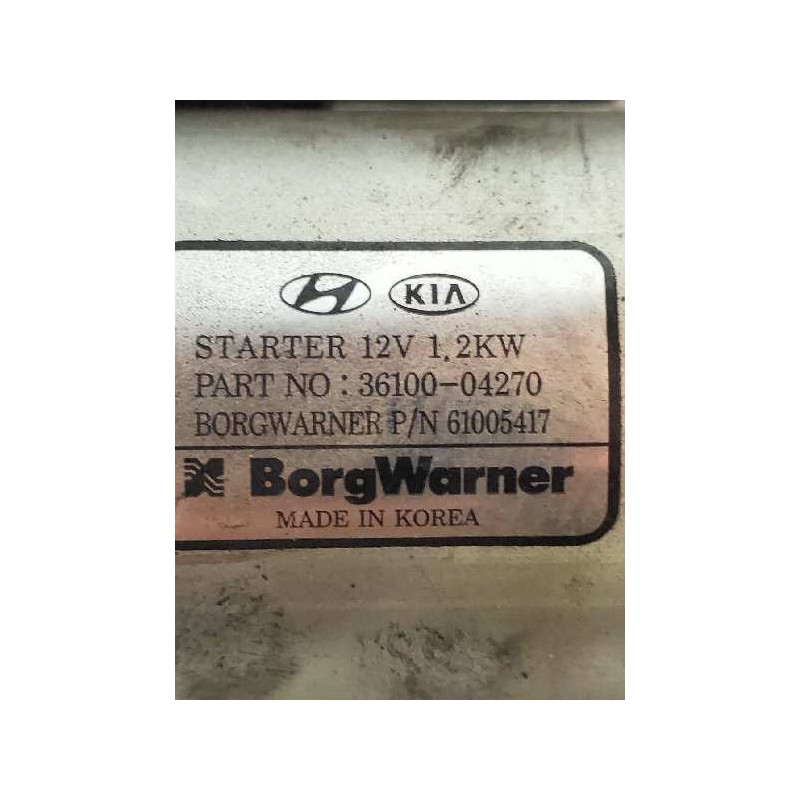 KIA
STARTER 12V 1.2KW
PART NO : 36100-04270
BORGWARNER P/N 61005417
BorgWarner
MADE IN KOREA